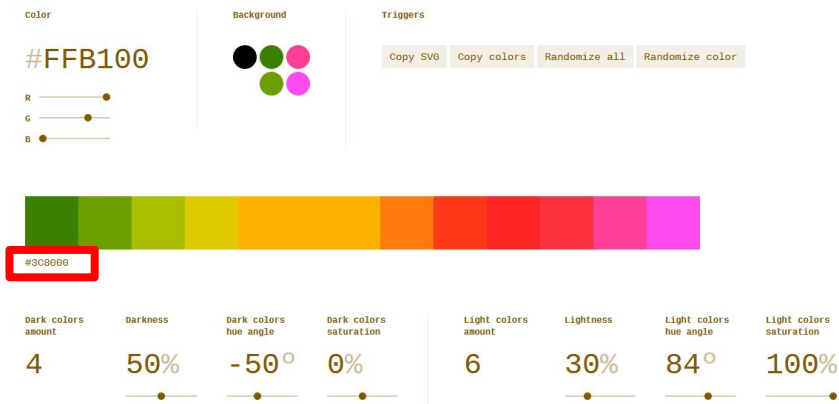 Color
Background
Triggers
#FFB100
Copy SVG
Copy colors
Randomize all
Randomize color
R
G
B
#3C8000
Dark colors
amount
Darkness
Dark colors
hue angle
Dark colors
saturation
Light colors
amount
Lightness
Light colors
hue angle
Light colors
saturation
4
50%
-50º
0%
6
30%
84º
100%